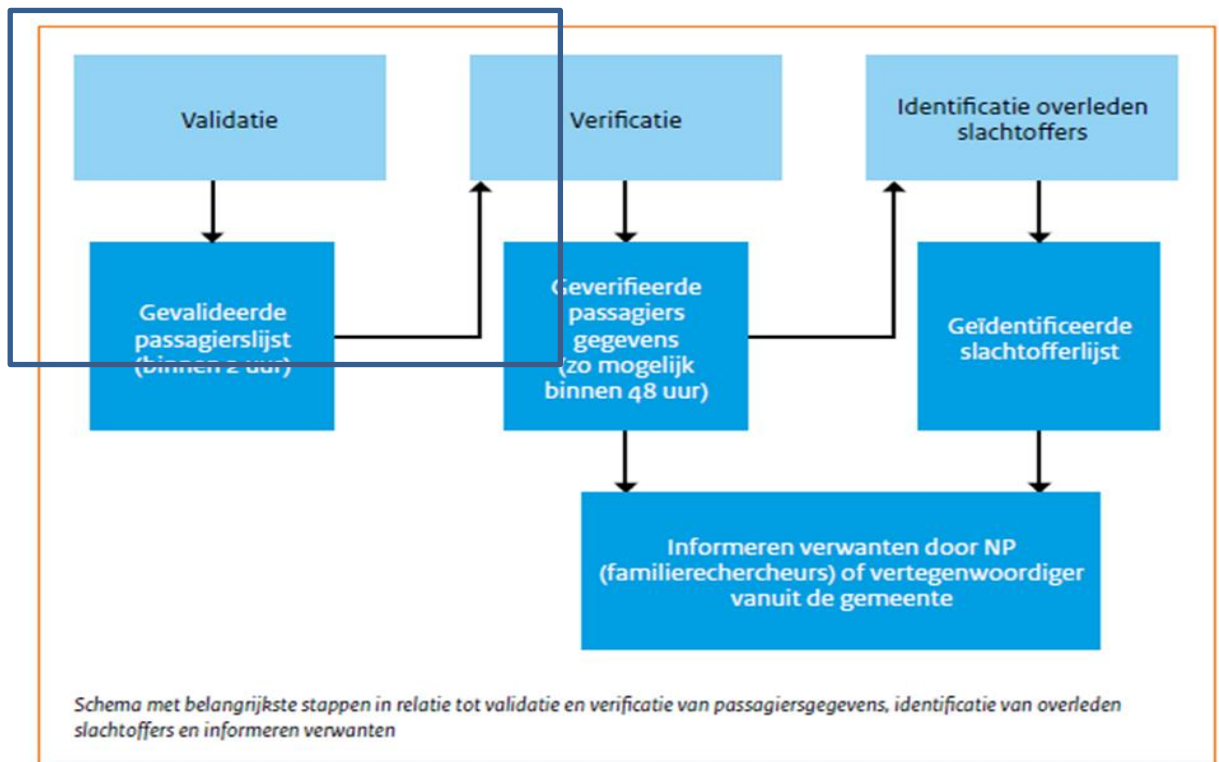 Validatie
Verificatie
Identificatie overleden
slachtoffers
Gevalideerde
passagierslijst
(binnen 2 uur)
Geverifieerde
passagiers
gegevens
(zo mogelijk
binnen 48 uur)
Geïdentificeerde
slachtofferlijst
Informeren verwanten door NP
(familierechercheurs) of vertegenwoordiger
vanuit de gemeente
Schema met belangrijkste stappen in relatie tot validatie en verificatie van passagiersgegevens, identificatie van overleden
slachtoffers en informeren verwanten